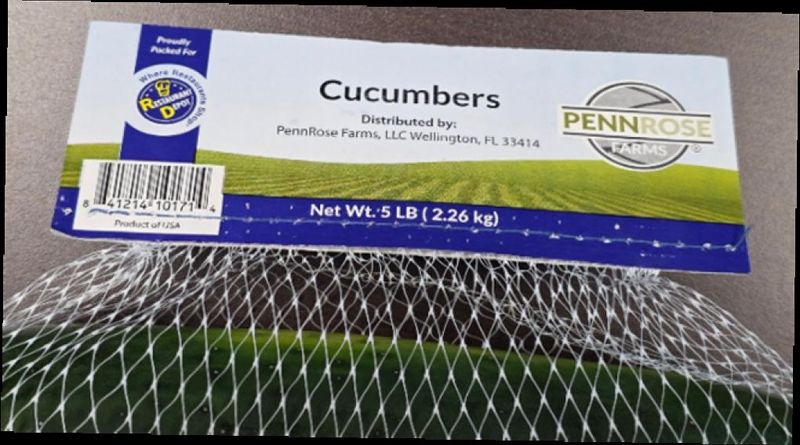 Proudly
Packed For
Where Restaurants Shop!
RESTAURANT
DEPOT
Cucumbers
Distributed by:
PennRose Farms, LLC Wellington, FL 33414
PENNROSE
FARMS ®
8 41214 10171 4
Product of USA
Net Wt. 5 LB ( 2.26 kg)